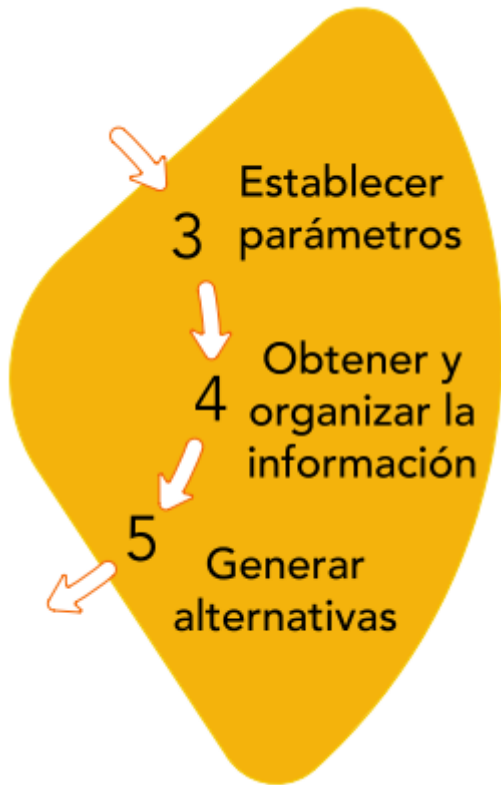 3
Establecer
parámetros
4
Obtener y
organizar la
información
5
Generar
alternativas